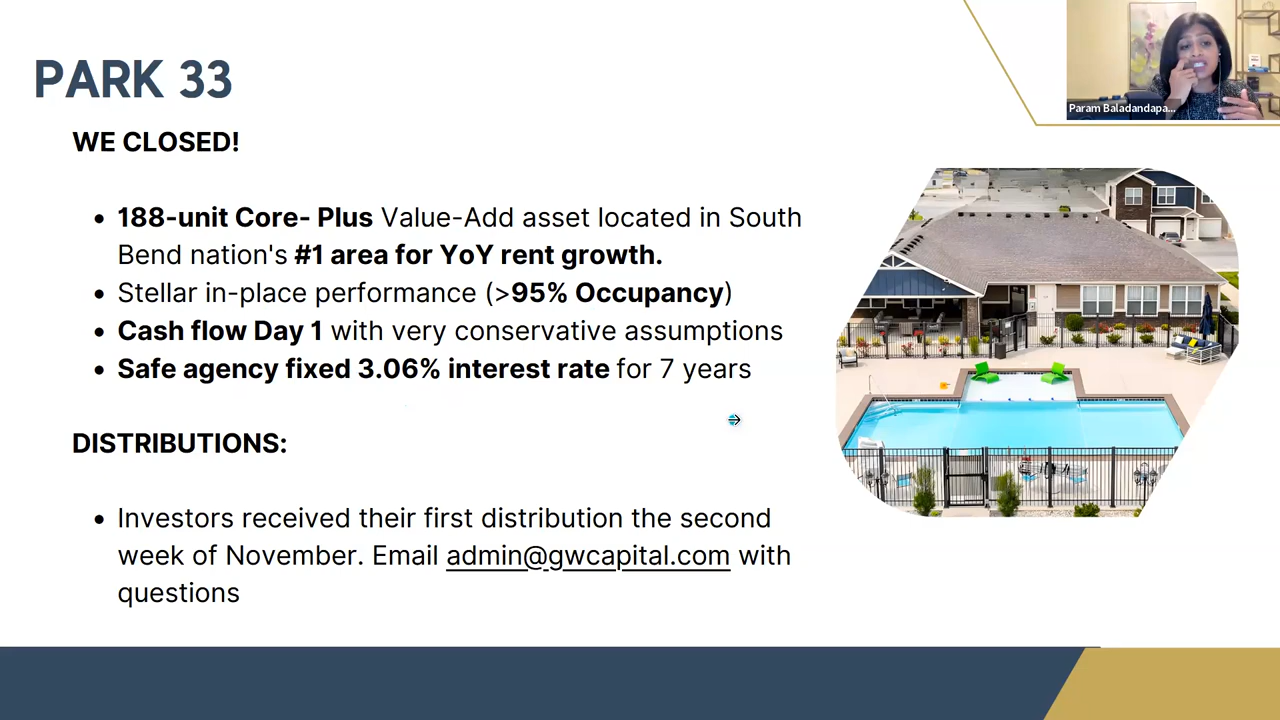 PARK 33
Param Baladandapa...
WE CLOSED!
188-unit Core- Plus Value-Add asset located in South
Bend nation's #1 area for YoY rent growth.
Stellar in-place performance (>95% Occupancy)
Cash flow Day 1 with very conservative assumptions
Safe agency fixed 3.06% interest rate for 7 years
DISTRIBUTIONS:
Investors received their first distribution the second
week of November. Email admin@gwcapital.com with
questions